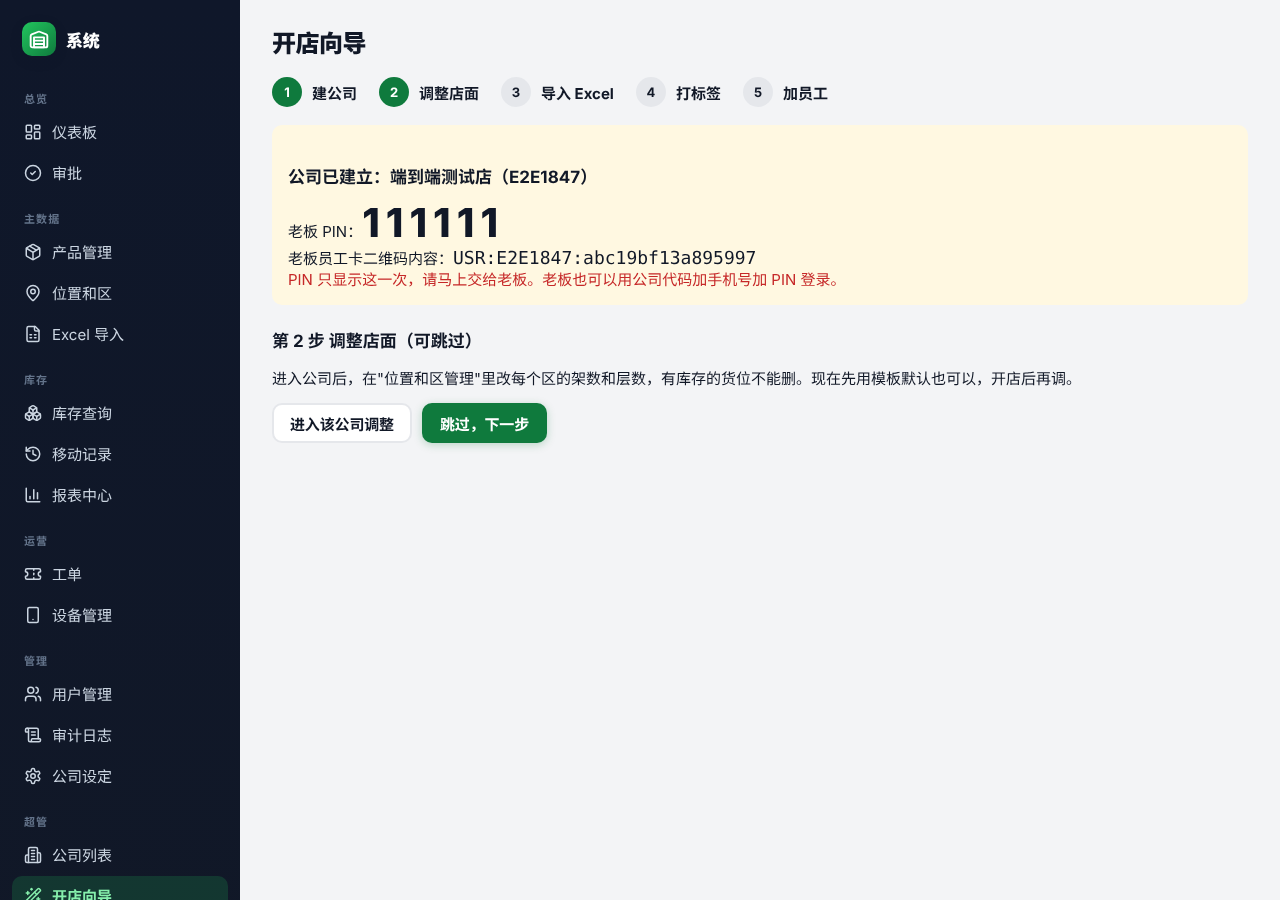 系统
总览
仪表板
审批
主数据
产品管理
位置和区
Excel 导入
库存
库存查询
移动记录
报表中心
运营
工单
设备管理
管理
用户管理
审计日志
公司设定
超管
公司列表
开店向导
开店向导
1 建公司 2 调整店面 3 导入 Excel 4 打标签 5 加员工
公司已建立：端到端测试店（E2E1847）
老板 PIN：111111
老板员工卡二维码内容：USR:E2E1847:abc19bf13a895997
PIN 只显示这一次，请马上交给老板。老板也可以用公司代码加手机号加 PIN 登录。
第 2 步 调整店面（可跳过）
进入公司后，在"位置和区管理"里改每个区的架数和层数，有库存的货位不能删。现在先用模板默认也可以，开店后再调。
进入该公司调整 跳过，下一步